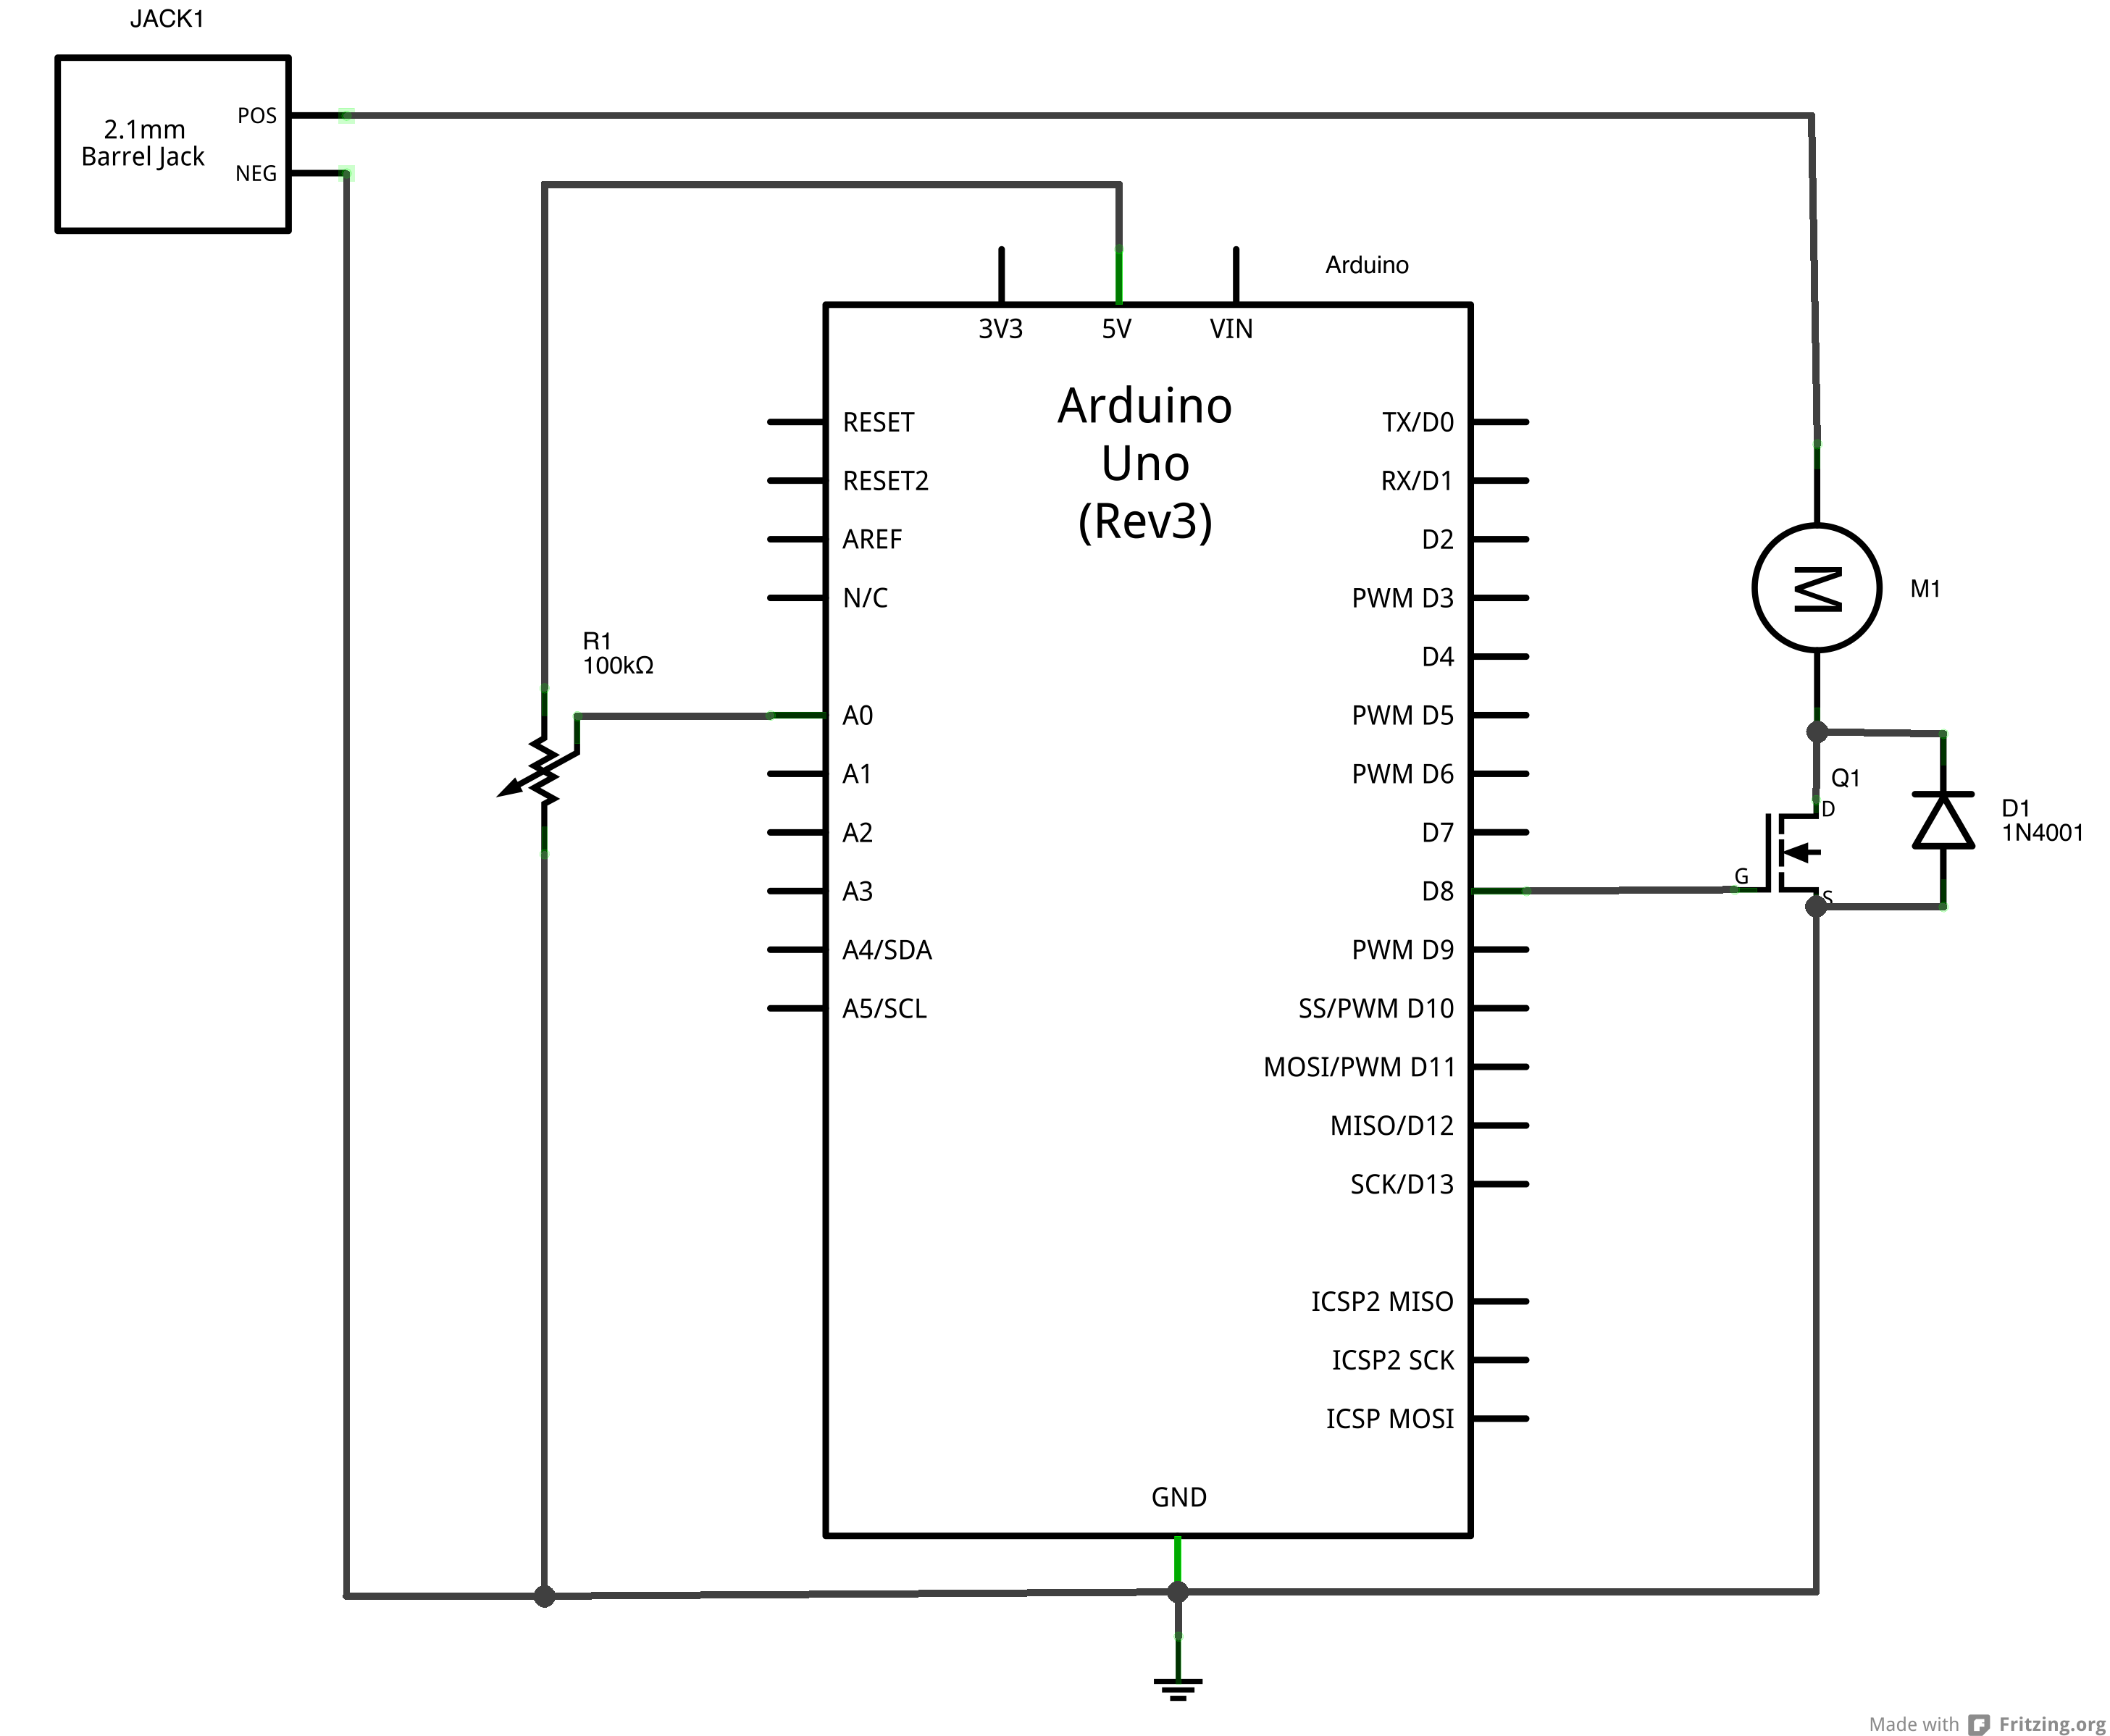 JACK1
2.1mm
Barrel Jack
POS
NEG
Arduino
3V3 5V VIN
Arduino
Uno
(Rev3)
RESET
RESET2
AREF
N/C
A0
A1
A2
A3
A4/SDA
A5/SCL
TX/D0
RX/D1
D2
PWM D3
D4
PWM D5
PWM D6
D7
D8
PWM D9
SS/PWM D10
MOSI/PWM D11
MISO/D12
SCK/D13
ICSP2 MISO
ICSP2 SCK
ICSP MOSI
GND
R1
100kΩ
M
M1
Q1
D
G
S
D1
1N4001
Made with Fritzing.org